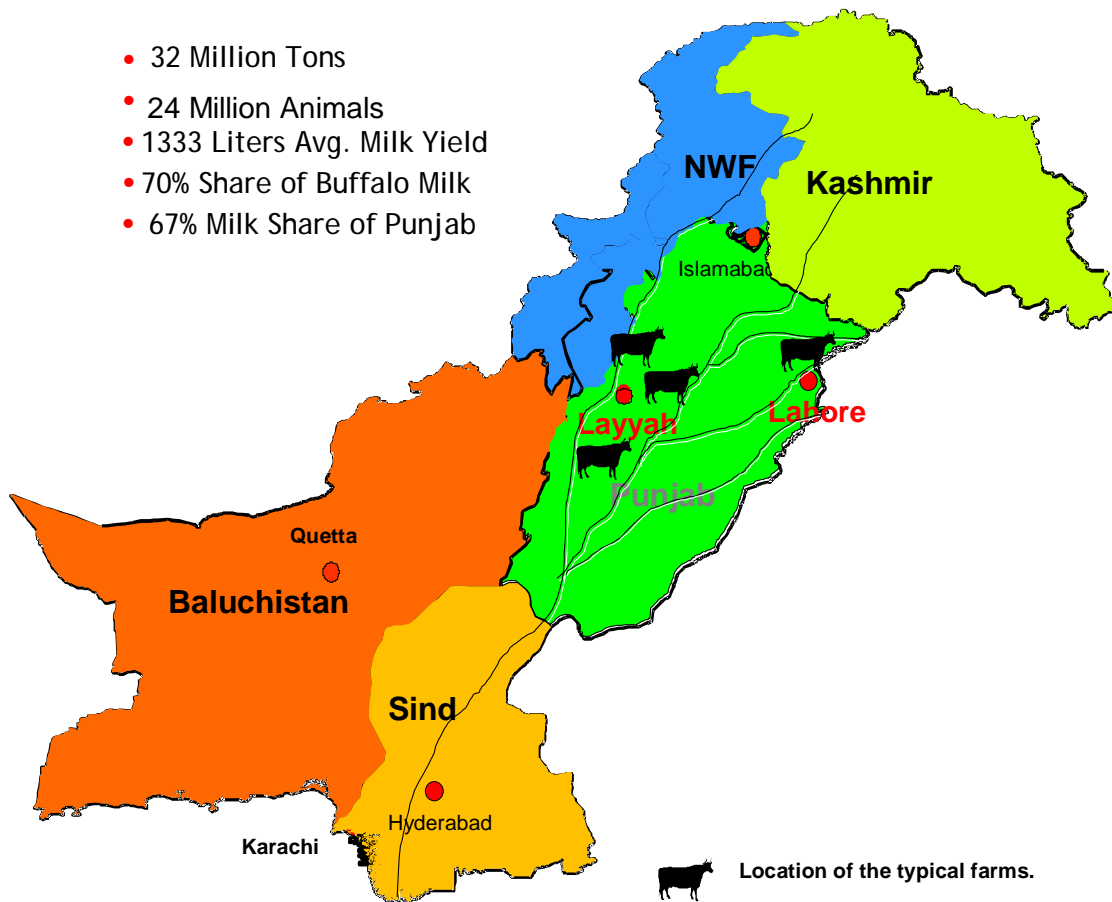 • 32 Million Tons
• 24 Million Animals
• 1333 Liters Avg. Milk Yield
• 70% Share of Buffalo Milk
• 67% Milk Share of Punjab
NWF
Kashmir
Islamabad
Layyah
Lahore
Punjab
Quetta
Baluchistan
Sind
Hyderabad
Karachi
Location of the typical farms.